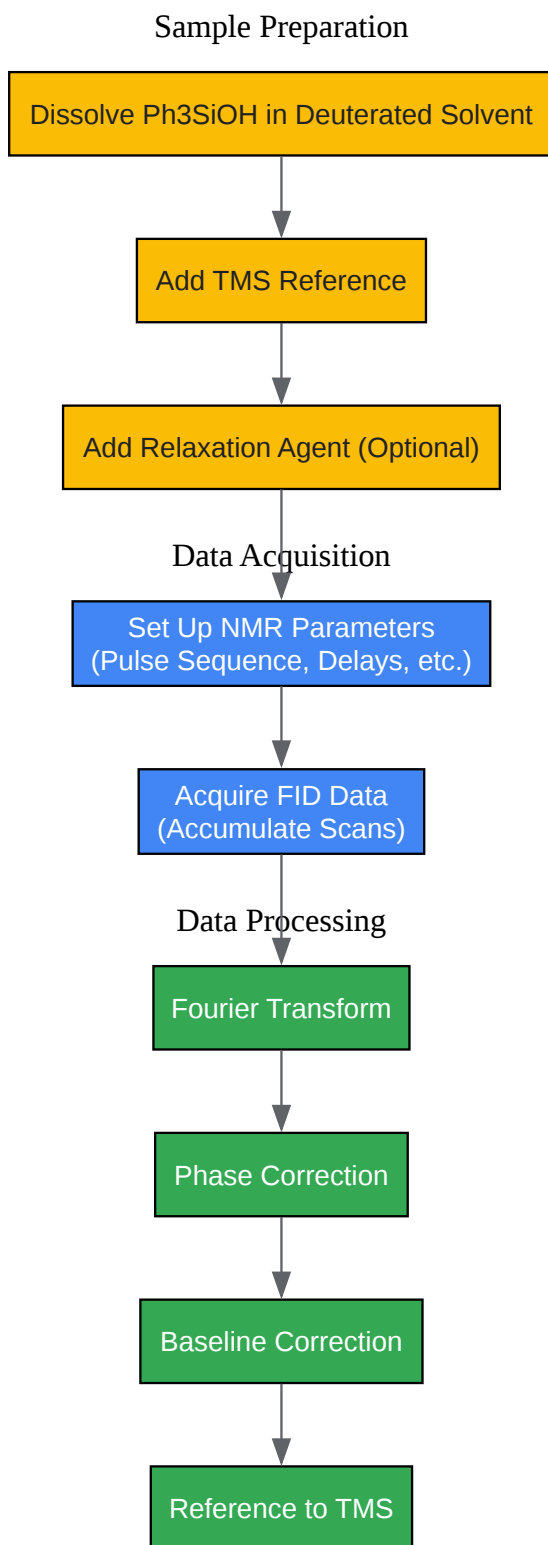 Sample Preparation
Dissolve Ph3SiOH in Deuterated Solvent
Add TMS Reference
Add Relaxation Agent (Optional)
Data Acquisition
Set Up NMR Parameters
(Pulse Sequence, Delays, etc.)
Acquire FID Data
(Accumulate Scans)
Data Processing
Fourier Transform
Phase Correction
Baseline Correction
Reference to TMS